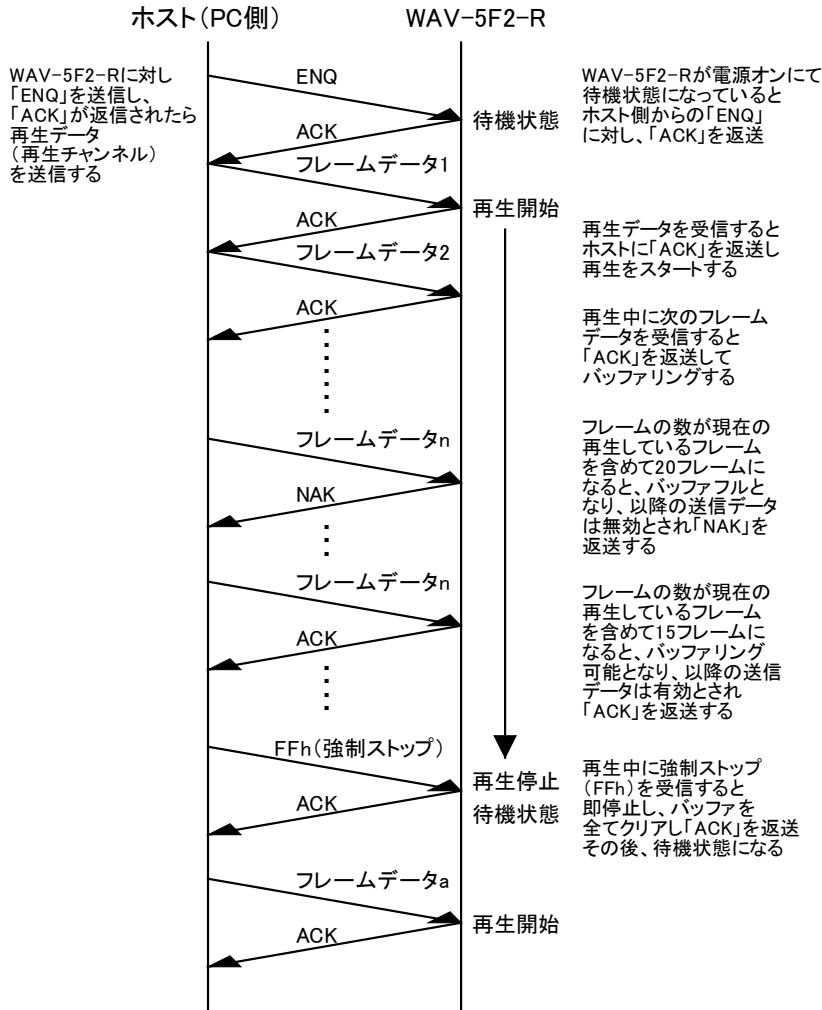 ホスト（PC側）
WAV-5F2-R
WAV-5F2-Rに対し
「ENQ」を送信し、
「ACK」が返信されたら
再生データ
（再生チャンネル）
を送信する
ENQ
待機状態
WAV-5F2-Rが電源オンにて
待機状態になっていると
ホスト側からの「ENQ」
に対し、「ACK」を返送
ACK
フレームデータ1
再生開始
ACK
再生データを受信すると
ホストに「ACK」を返送し
再生をスタートする
フレームデータ2
ACK
再生中に次のフレーム
データを受信すると
「ACK」を返送して
バッファリングする
フレームデータn
NAK
フレームの数が現在の
再生しているフレーム
を含めて20フレームに
なると、バッファフルと
なり、以降の送信データ
は無効とされ「NAK」を
返送する
フレームデータn
ACK
フレームの数が現在の
再生しているフレーム
を含めて15フレームに
なると、バッファリング
可能となり、以降の送信
データは有効とされ
「ACK」を返送する
FFh（強制ストップ）
再生停止
待機状態
ACK
再生中に強制ストップ
（FFh）を受信すると
即停止し、バッファを
全てクリアし「ACK」を返送
その後、待機状態になる
フレームデータa
再生開始
ACK